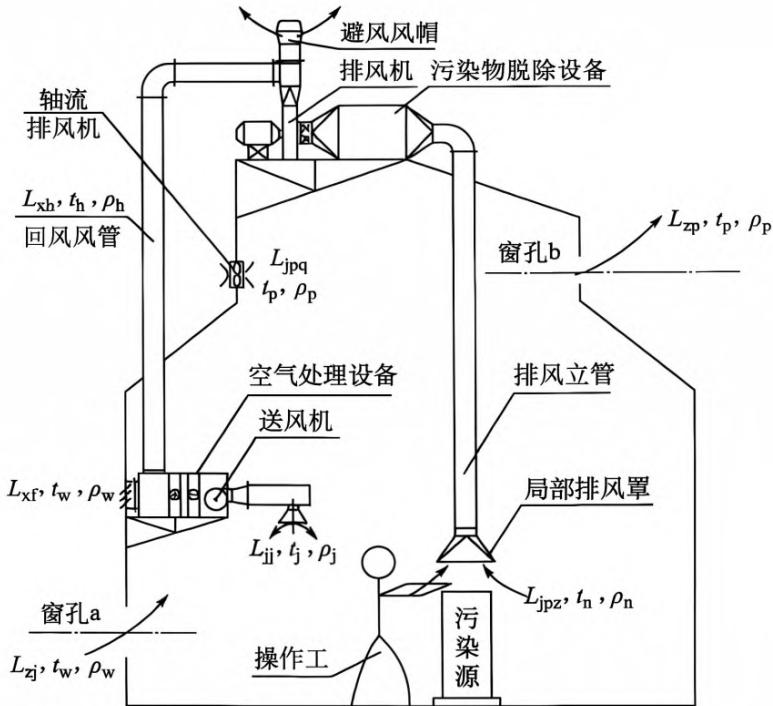 避风风帽
排风机
污染物脱除设备
轴流
排风机
L_xh, t_h, ρ_h
回风风管
L_jpq
t_p, ρ_p
L_zp, t_p, ρ_p
窗孔b
空气处理设备
送风机
排风立管
L_xf, t_w, ρ_w
局部排风罩
L_jj, t_j, ρ_j
L_jpz, t_n, ρ_n
窗孔a
L_zj, t_w, ρ_w
操作工
污
染
源